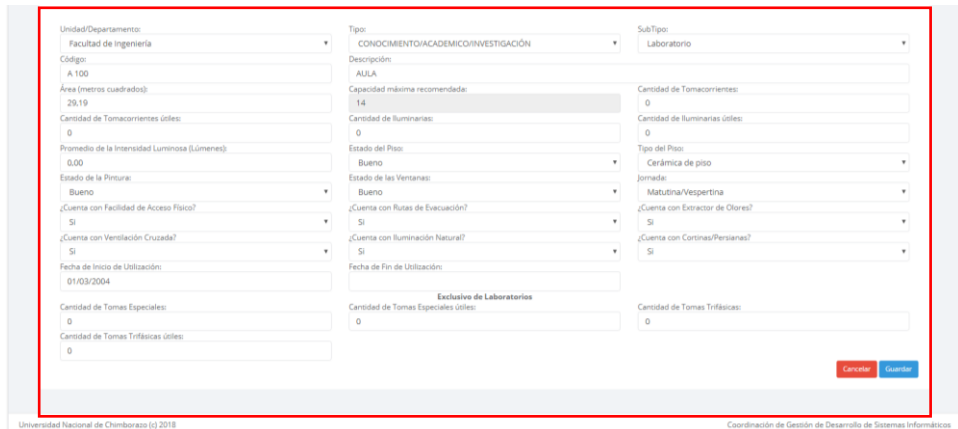 Unidad/Departamento: Tipo: SubTipo:
Facultad de Ingeniería CONOCIMIENTO/ACADEMICO/INVESTIGACIÓN Laboratorio
Código: Descripción:
A 100 AULA
Área (metros cuadrados): Capacidad máxima recomendada: Cantidad de Tomacorrientes:
29,19 14 0
Cantidad de Tomacorrientes útiles: Cantidad de Iluminarias: Cantidad de Iluminarias útiles:
0 0 0
Promedio de la Intensidad Luminosa (Lúmenes): Estado del Piso: Tipo del Piso:
0,00 Bueno Cerámica de piso
Estado de la Pintura: Estado de las Ventanas: Jornada:
Bueno Bueno Matutina/Vespertina
¿Cuenta con Facilidad de Acceso Físico? ¿Cuenta con Rutas de Evacuación? ¿Cuenta con Extractor de Olores?
Si Si Si
¿Cuenta con Ventilación Cruzada? ¿Cuenta con Iluminación Natural? ¿Cuenta con Cortinas/Persianas?
Si Si Si
Fecha de Inicio de Utilización: Fecha de Fin de Utilización:
01/03/2004
Exclusivo de Laboratorios
Cantidad de Tomas Especiales: Cantidad de Tomas Especiales útiles: Cantidad de Tomas Trifásicas:
0 0 0
Cantidad de Tomas Trifásicas útiles:
0
Cancelar Guardar
Universidad Nacional de Chimborazo (c) 2018 Coordinación de Gestión de Desarrollo de Sistemas Informáticos